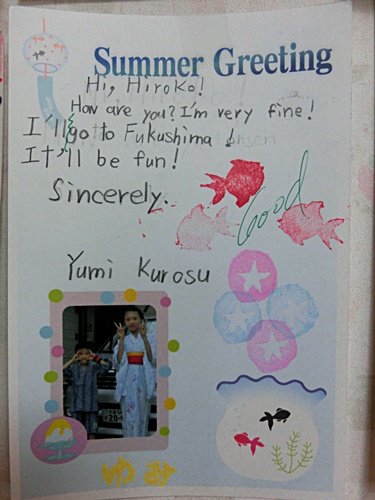 Summer Greeting
Hi, Hiroko!
How are you? I'm very fine!
I'll go to Fukushima!
It'll be fun!
Sincerely.
Good
Yumi Kurosu
ゆみ